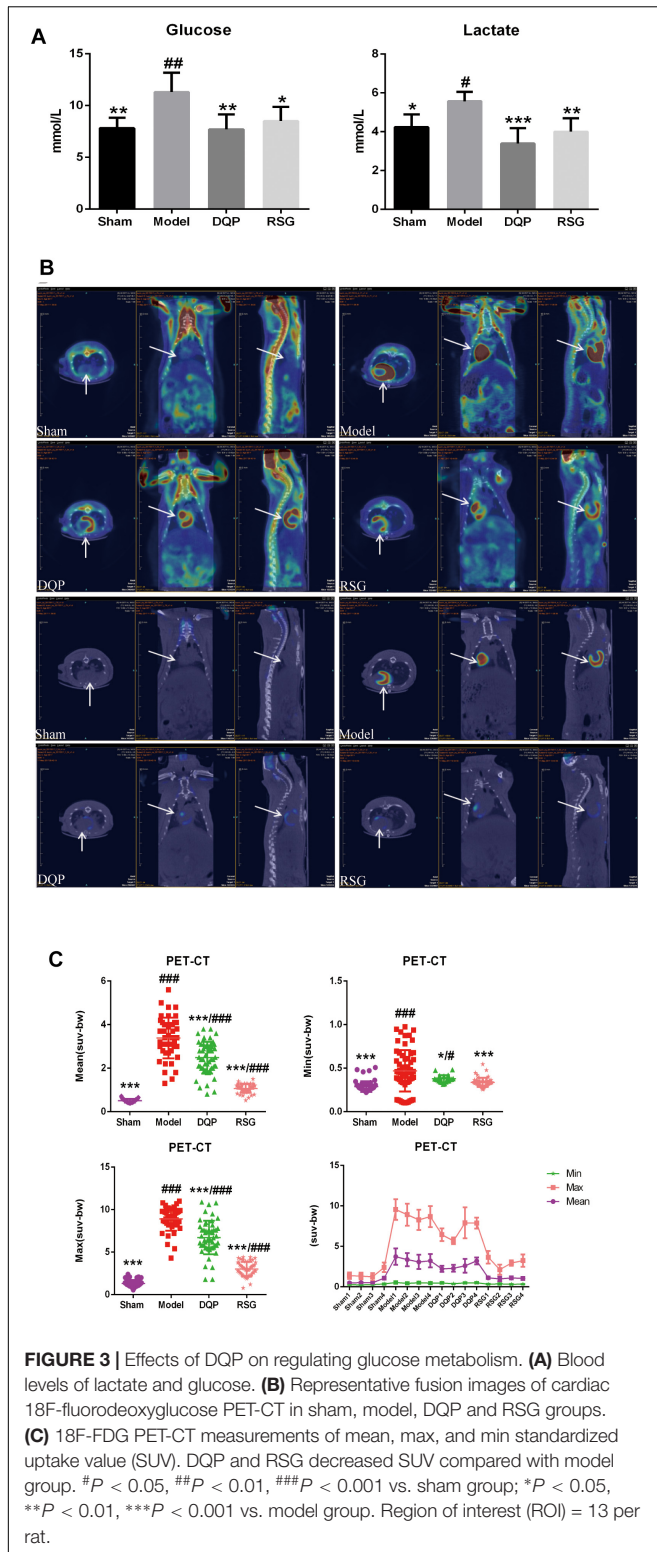 A
Glucose
Lactate
mmol/L
15
10
5
0
**
##
**
*
Sham
Model
DQP
RSG
mmol/L
8
6
4
2
0
*
#
***
**
Sham
Model
DQP
RSG
B
Sham
Model
DQP
RSG
Sham
Model
DQP
RSG
C
PET-CT
Mean(suv-bw)
6
4
2
0
***
###
***/###
***/###
Sham
Model
DQP
RSG
PET-CT
Min(suv-bw)
1.5
1.0
0.5
0.0
***
###
*/#
***
Sham
Model
DQP
RSG
PET-CT
Max(suv-bw)
15
10
5
0
***
###
***/###
***/###
Sham
Model
DQP
RSG
PET-CT
(suv-bw)
15
10
5
0
Min
Max
Mean
Sham1
Sham2
Sham3
Sham4
Model1
Model2
Model3
Model4
DQP1
DQP2
DQP3
DQP4
RSG1
RSG2
RSG3
RSG4
FIGURE 3 | Effects of DQP on regulating glucose metabolism. (A) Blood
levels of lactate and glucose. (B) Representative fusion images of cardiac
18F-fluorodeoxyglucose PET-CT in sham, model, DQP and RSG groups.
(C) 18F-FDG PET-CT measurements of mean, max, and min standardized
uptake value (SUV). DQP and RSG decreased SUV compared with model
group. #P < 0.05, ##P < 0.01, ###P < 0.001 vs. sham group; *P < 0.05,
**P < 0.01, ***P < 0.001 vs. model group. Region of interest (ROI) = 13 per
rat.